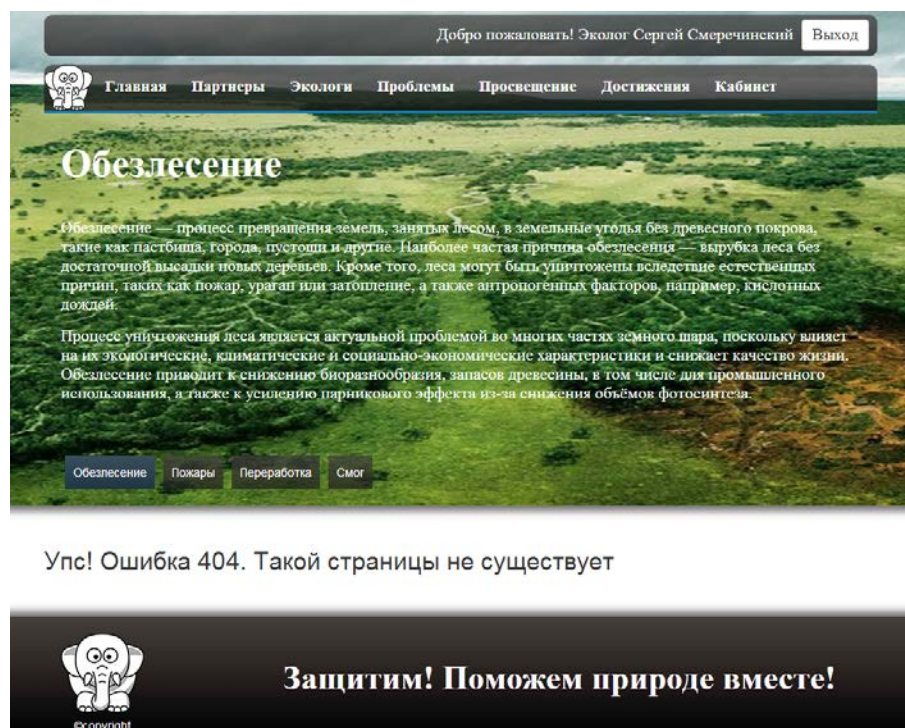 Добро пожаловать! Эколог Сергей Смеречинский Выход
Главная Партнеры Экологи Проблемы Просвещение Достижения Кабинет
Обезлесение
Обезлесение — процесс превращения земель, занятых лесом, в земельные угодья без древесного покрова,
такие как пастбища, города, пустоши и другие. Наиболее частая причина обезлесения — вырубка леса без
достаточной высадки новых деревьев. Кроме того, леса могут быть уничтожены вследствие естественных
причин, таких как пожар, ураган или затопление, а также антропогенных факторов, например, кислотных
дождей.
Процесс уничтожения леса является актуальной проблемой во многих частях земного шара, поскольку влияет
на их экологические, климатические и социально-экономические характеристики и снижает качество жизни.
Обезлесение приводит к снижению биоразнообразия, запасов древесины, в том числе для промышленного
использования, а также к усилению парникового эффекта из-за снижения объёмов фотосинтеза.
Обезлесение Пожары Переработка Смог
Упс! Ошибка 404. Такой страницы не существует
Защитим! Поможем природе вместе!
©copyright